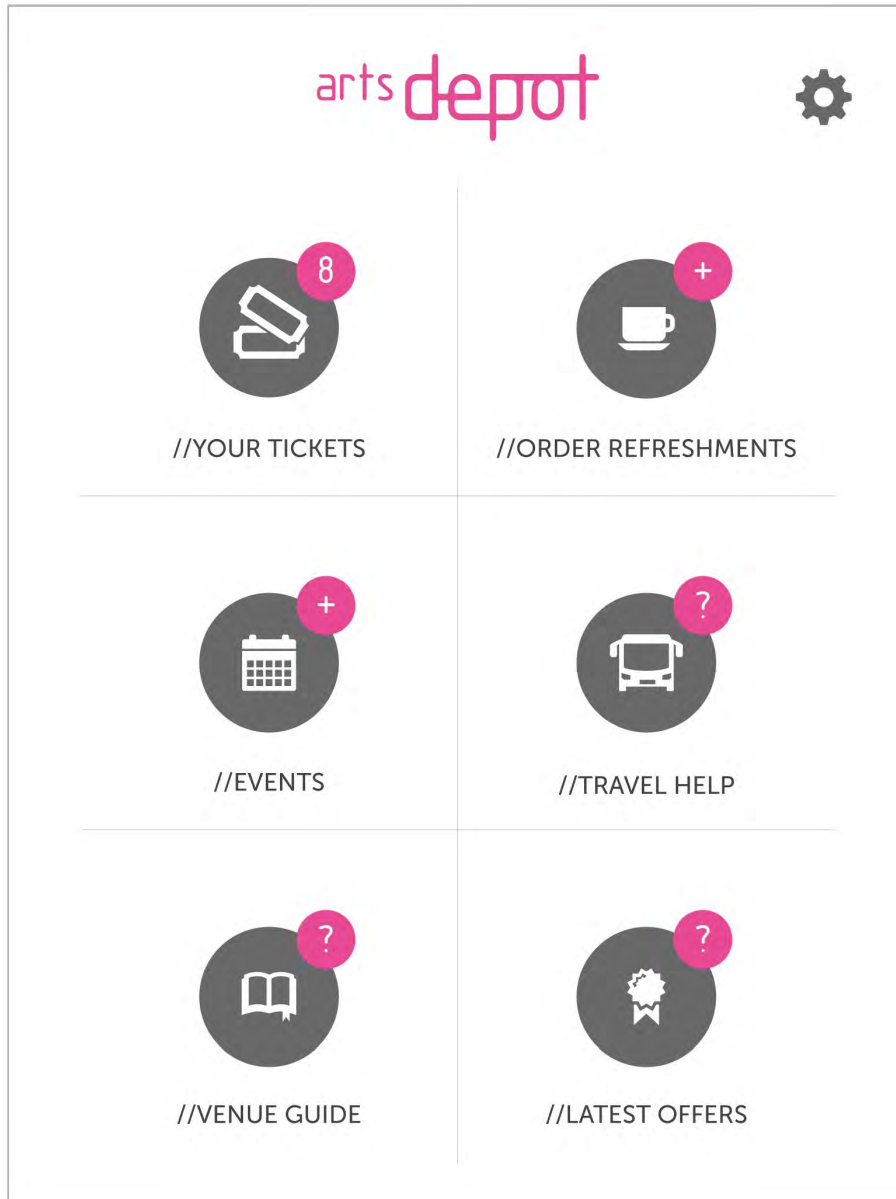 arts depot
8
+
//YOUR TICKETS
//ORDER REFRESHMENTS
+
?
//EVENTS
//TRAVEL HELP
?
?
//VENUE GUIDE
//LATEST OFFERS